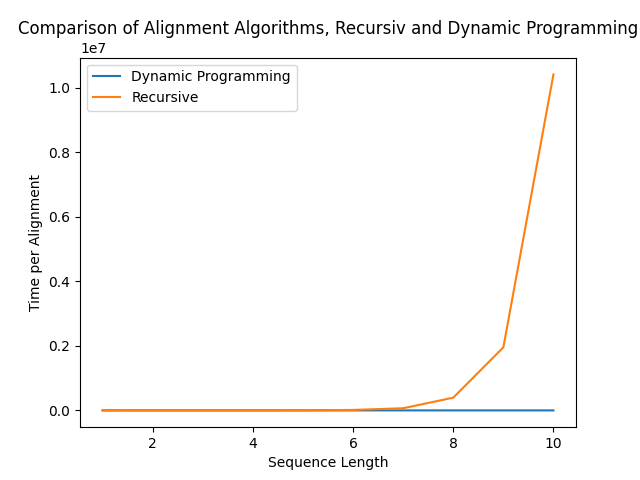 Comparison of Alignment Algorithms, Recursiv and Dynamic Programming
1e7
Dynamic Programming
Recursive
1.0
0.8
0.6
0.4
0.2
0.0
Time per Alignment
2 4 6 8 10
Sequence Length